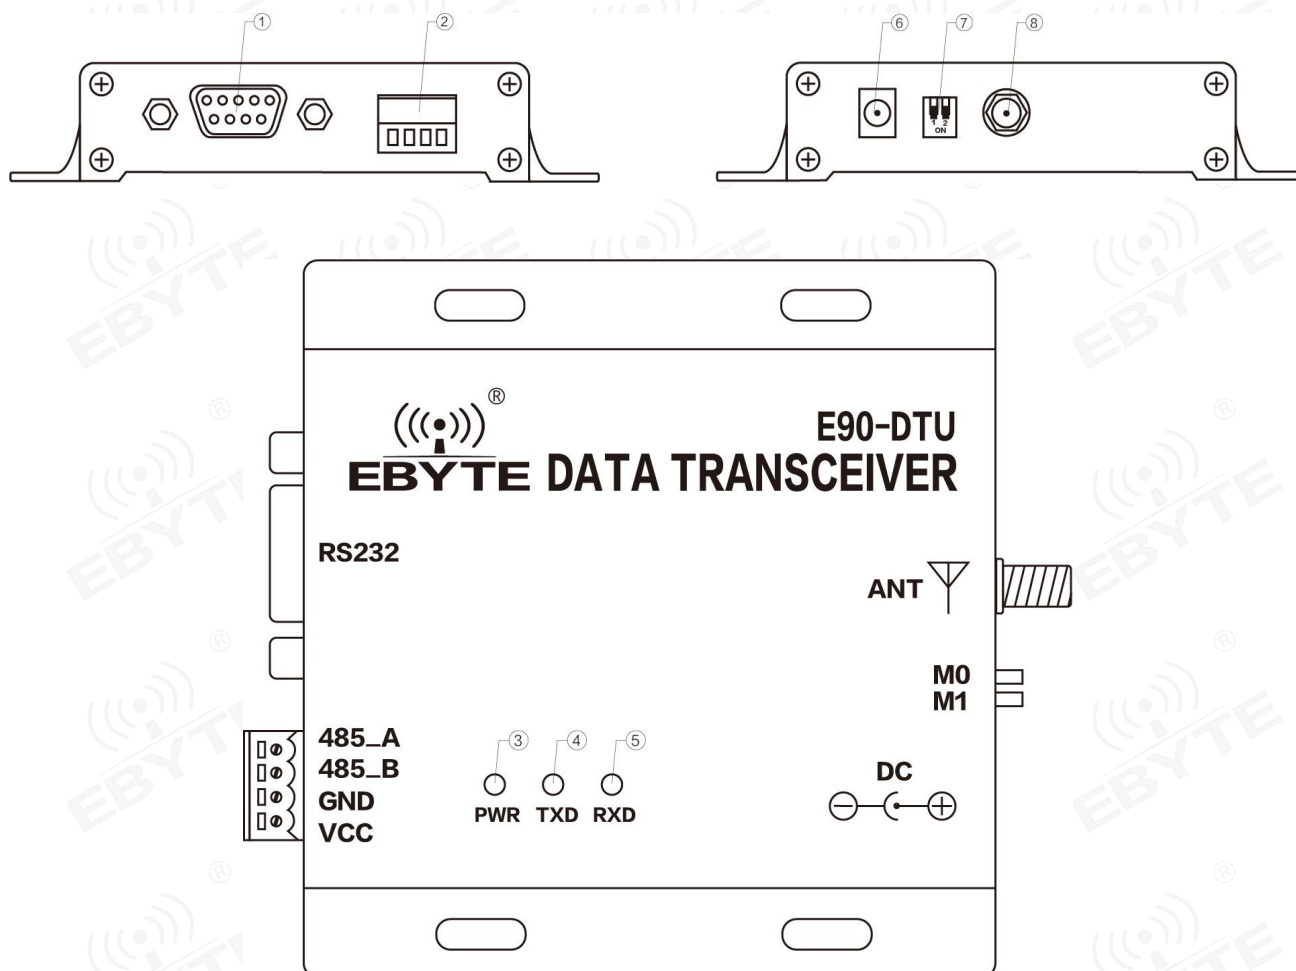 ①
②
⑥
⑦
⑧
1 2
ON
®
E90-DTU
EBYTE DATA TRANSCEIVER
RS232
ANT
M0
M1
485_A
485_B
GND
VCC
③
④
⑤
PWR TXD RXD
DC
EBYTE